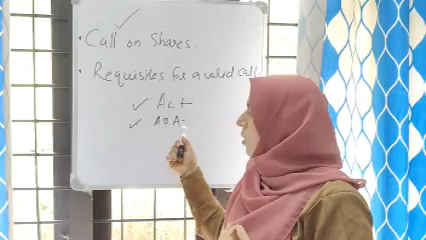 • Call on Shares.
• Requisites for a valid call.
✓ Act
✓ AOA